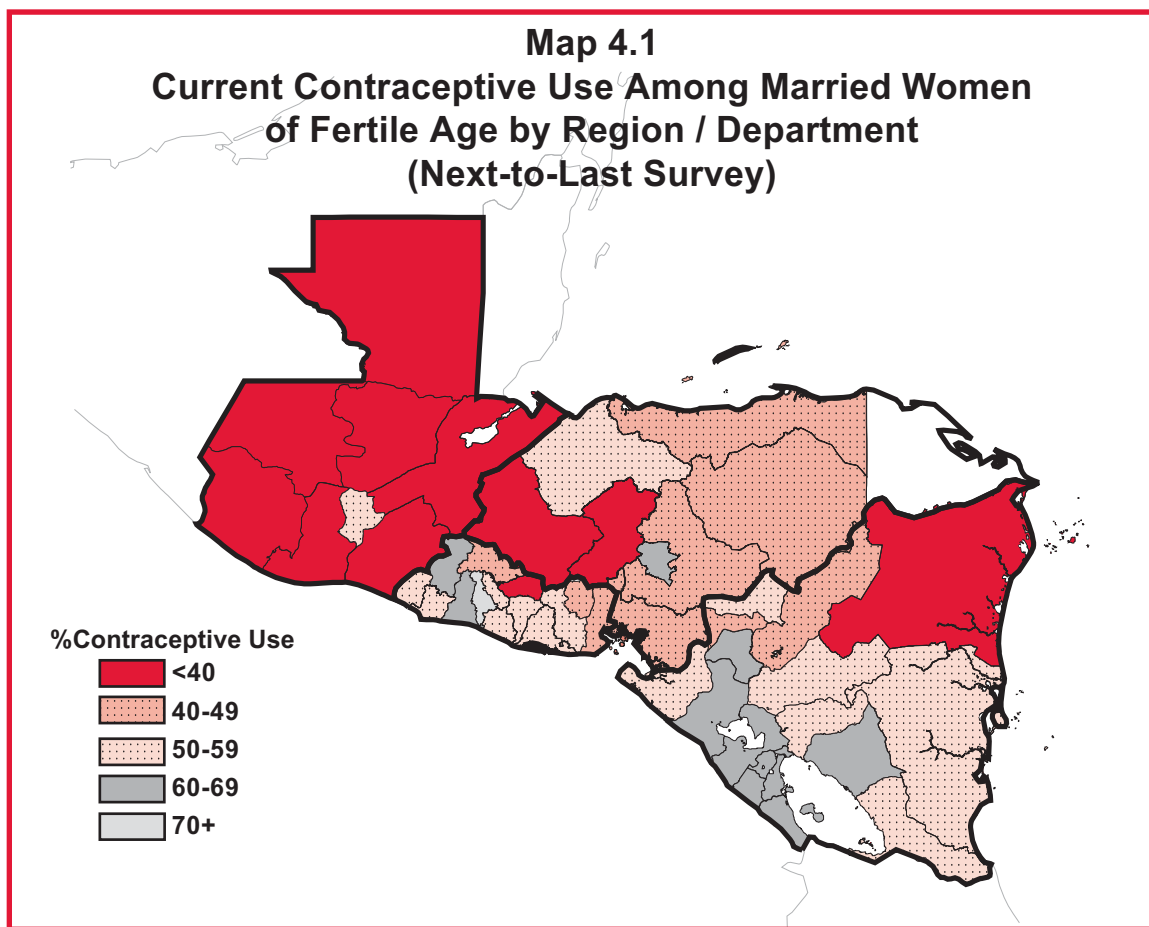 Map 4.1
Current Contraceptive Use Among Married Women
of Fertile Age by Region / Department
(Next-to-Last Survey)
%Contraceptive Use
<40
40-49
50-59
60-69
70+